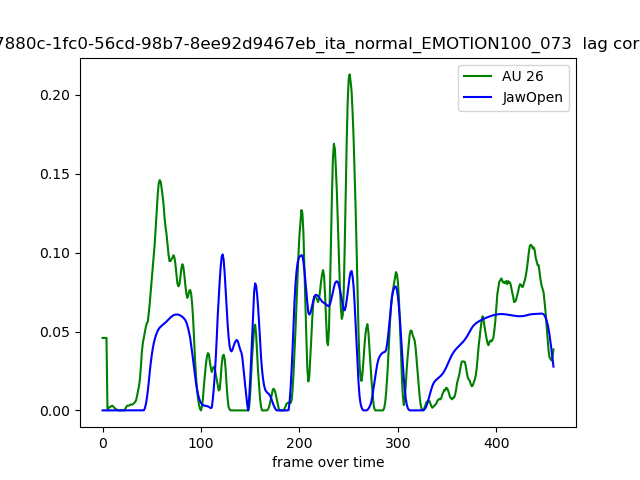 7880c-1fc0-56cd-98b7-8ee92d9467eb_ita_normal_EMOTION100_073 lag cor
AU 26
JawOpen
0.20
0.15
0.10
0.05
0.00
0 100 200 300 400
frame over time